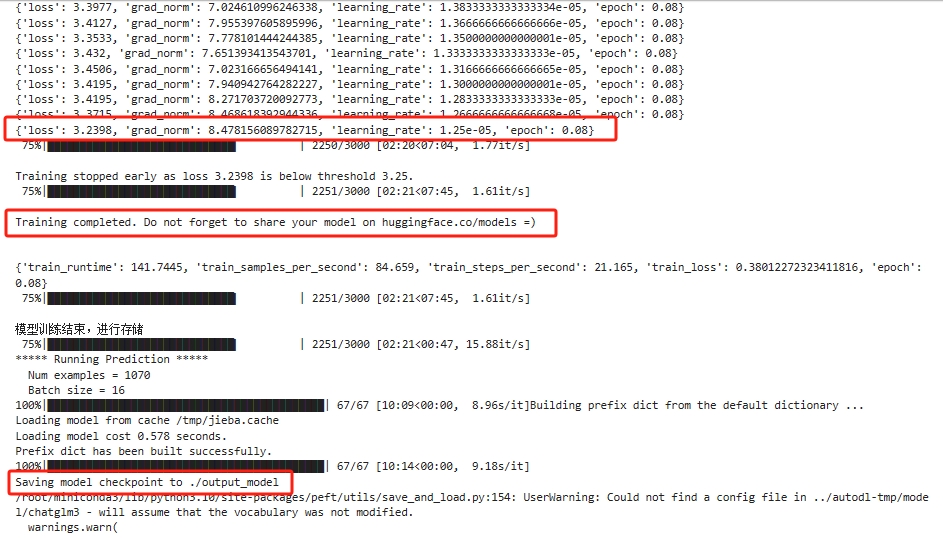 {'loss': 3.3977, 'grad_norm': 7.024610996246338, 'learning_rate': 1.3833333333333334e-05, 'epoch': 0.08}
{'loss': 3.4127, 'grad_norm': 7.955397605895996, 'learning_rate': 1.3666666666666667e-05, 'epoch': 0.08}
{'loss': 3.3533, 'grad_norm': 7.778101444244385, 'learning_rate': 1.3500000000000001e-05, 'epoch': 0.08}
{'loss': 3.432, 'grad_norm': 7.651393413543701, 'learning_rate': 1.3333333333333333e-05, 'epoch': 0.08}
{'loss': 3.4506, 'grad_norm': 7.023166656494141, 'learning_rate': 1.3166666666666665e-05, 'epoch': 0.08}
{'loss': 3.4195, 'grad_norm': 7.940942764282227, 'learning_rate': 1.3000000000000001e-05, 'epoch': 0.08}
{'loss': 3.4195, 'grad_norm': 8.271703720092773, 'learning_rate': 1.2833333333333333e-05, 'epoch': 0.08}
{'loss': 3.3715, 'grad_norm': 8.468618392944336, 'learning_rate': 1.2666666666666668e-05, 'epoch': 0.08}
{'loss': 3.2398, 'grad_norm': 8.478156089782715, 'learning_rate': 1.25e-05, 'epoch': 0.08}
75%| | 2250/3000 [02:20<07:04, 1.77it/s]
Training stopped early as loss 3.2398 is below threshold 3.25.
75%| | 2251/3000 [02:21<07:45, 1.61it/s]
Training completed. Do not forget to share your model on huggingface.co/models =)
{'train_runtime': 141.7445, 'train_samples_per_second': 84.659, 'train_steps_per_second': 21.165, 'train_loss': 0.38012272323411816, 'epoch':
0.08}
75%| | 2251/3000 [02:21<07:45, 1.61it/s]
模型训练结束，进行存储
75%| | 2251/3000 [02:21<00:47, 15.88it/s]
***** Running Prediction *****
Num examples = 1070
Batch size = 16
100%| | 67/67 [10:09<00:00, 8.96s/it]Building prefix dict from the default dictionary ...
Loading model from cache /tmp/jieba.cache
Loading model cost 0.578 seconds.
Prefix dict has been built successfully.
100%| | 67/67 [10:14<00:00, 9.18s/it]
Saving model checkpoint to ./output_model
/root/miniconda3/lib/python3.10/site-packages/peft/utils/save_and_load.py:154: UserWarning: Could not find a config file in ../autodl-tmp/mode
l/chatglm3 - will assume that the vocabulary was not modified.
warnings.warn(